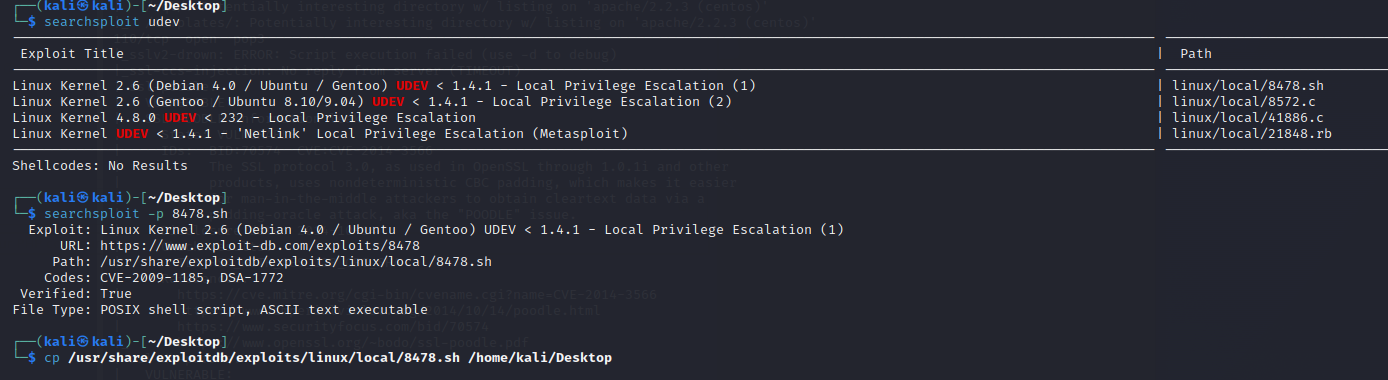 ┌──(kali㉿kali)-[~/Desktop]
└─$ searchsploit udev
Exploit Title | Path
Linux Kernel 2.6 (Debian 4.0 / Ubuntu / Gentoo) UDEV < 1.4.1 - Local Privilege Escalation (1) | linux/local/8478.sh
Linux Kernel 2.6 (Gentoo / Ubuntu 8.10/9.04) UDEV < 1.4.1 - Local Privilege Escalation (2) | linux/local/8572.c
Linux Kernel 4.8.0 UDEV < 232 - Local Privilege Escalation | linux/local/41886.c
Linux Kernel UDEV < 1.4.1 - 'Netlink' Local Privilege Escalation (Metasploit) | linux/local/21848.rb
Shellcodes: No Results
┌──(kali㉿kali)-[~/Desktop]
└─$ searchsploit -p 8478.sh
Exploit: Linux Kernel 2.6 (Debian 4.0 / Ubuntu / Gentoo) UDEV < 1.4.1 - Local Privilege Escalation (1)
URL: https://www.exploit-db.com/exploits/8478
Path: /usr/share/exploitdb/exploits/linux/local/8478.sh
Codes: CVE-2009-1185, DSA-1772
Verified: True
File Type: POSIX shell script, ASCII text executable
┌──(kali㉿kali)-[~/Desktop]
└─$ cp /usr/share/exploitdb/exploits/linux/local/8478.sh /home/kali/Desktop